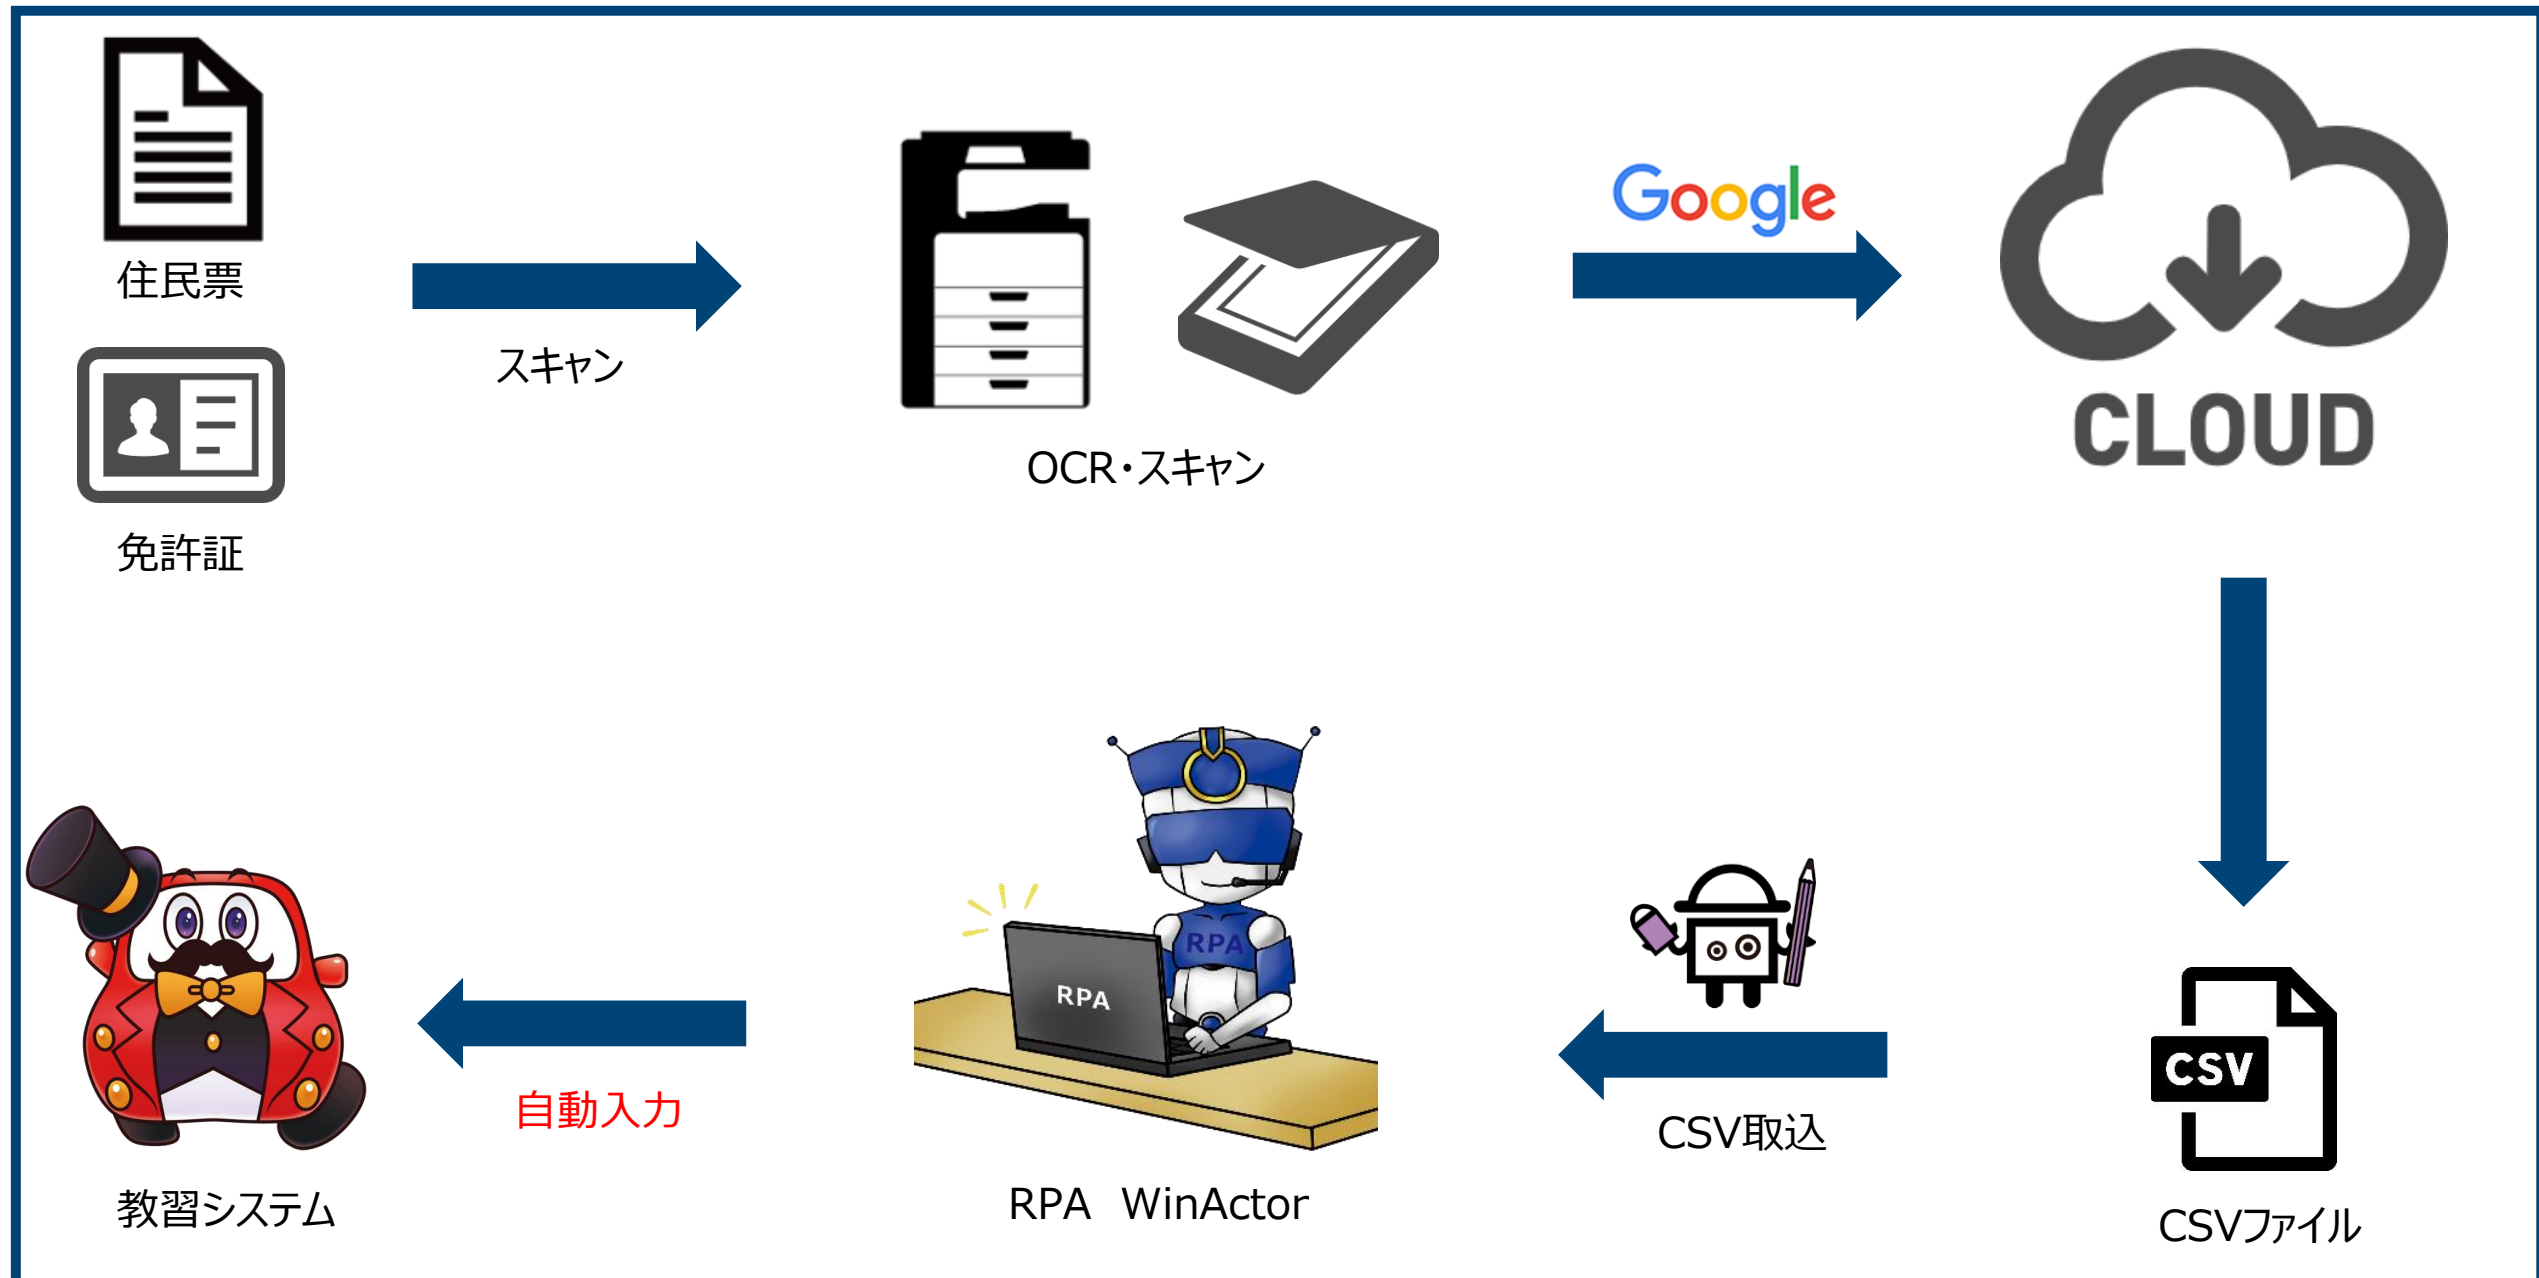 住民票
免許証
スキャン
OCR・スキャン
Google
CLOUD
CSV
CSVファイル
CSV取込
RPA
RPA
RPA　WinActor
自動入力
教習システム